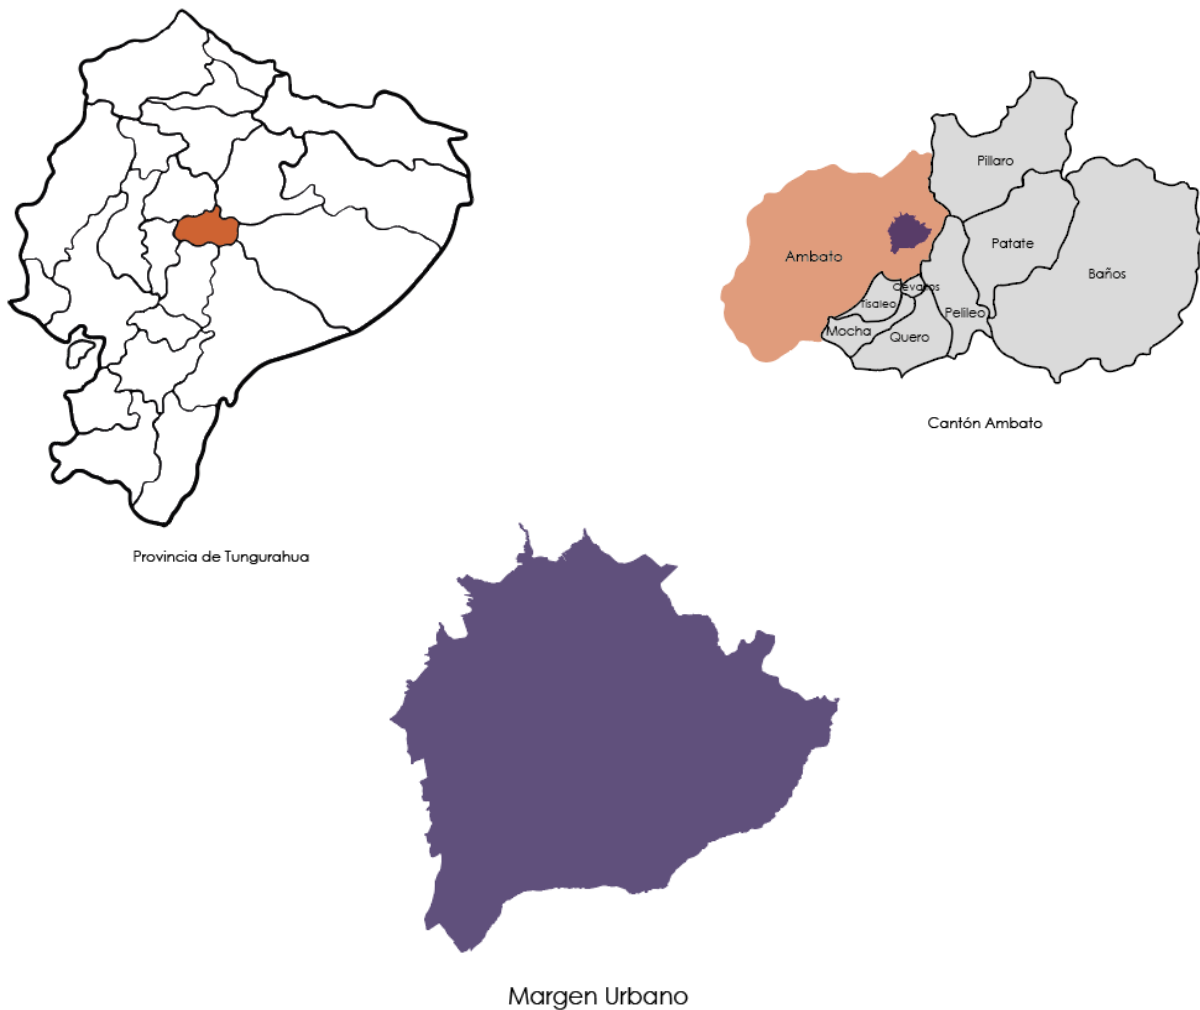 Pillaro
Patate
Ambato
Baños
Cevallos
Tisaleo
Pelileo
Mocha
Quero
Cantón Ambato
Provincia de Tungurahua
Margen Urbano